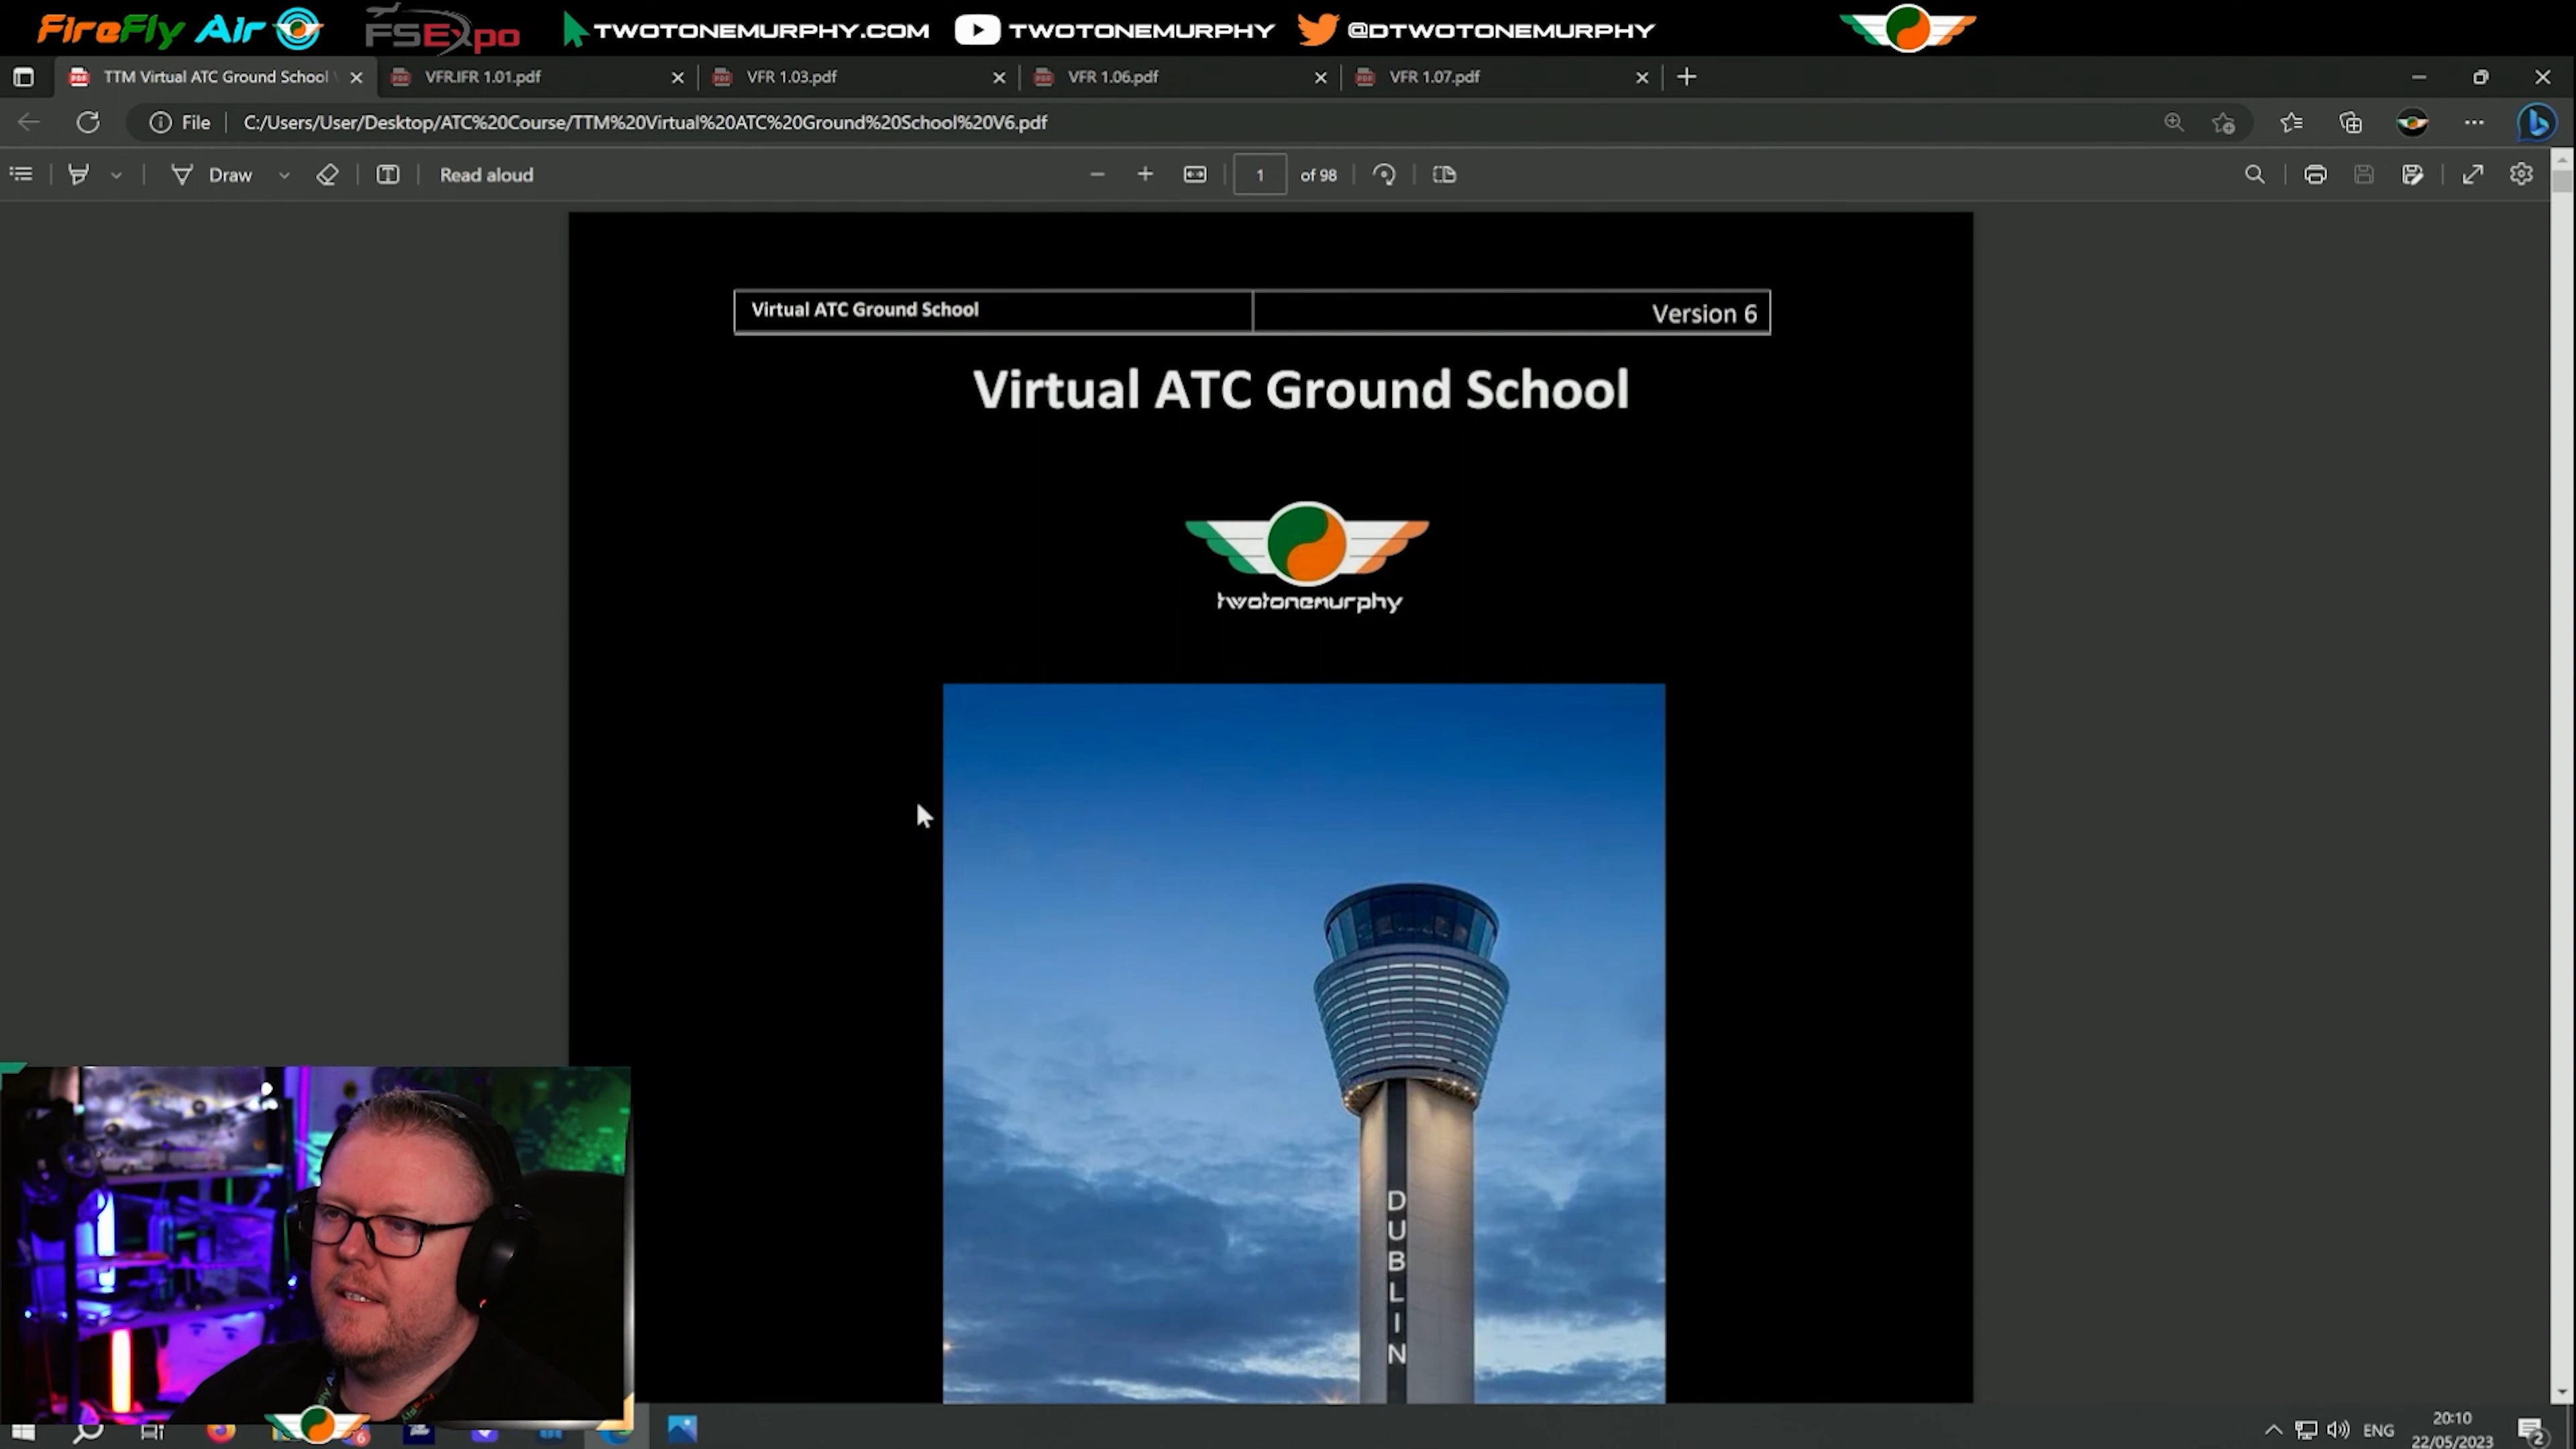 FireFly Air FSExpo TWOTONEMURPHY.COM TWOTONEMURPHY @DTWOTONEMURPHY
TTM Virtual ATC Ground School VFR.IFR 1.01.pdf VFR 1.03.pdf VFR 1.06.pdf VFR 1.07.pdf
File C:/Users/User/Desktop/ATC%20Course/TTM%20Virtual%20ATC%20Ground%20School%20V6.pdf
Draw Read aloud 1 of 98
Virtual ATC Ground School Version 6
Virtual ATC Ground School
twotonemurphy
DUBLIN
20:10
ENG
22/05/2023
2
6